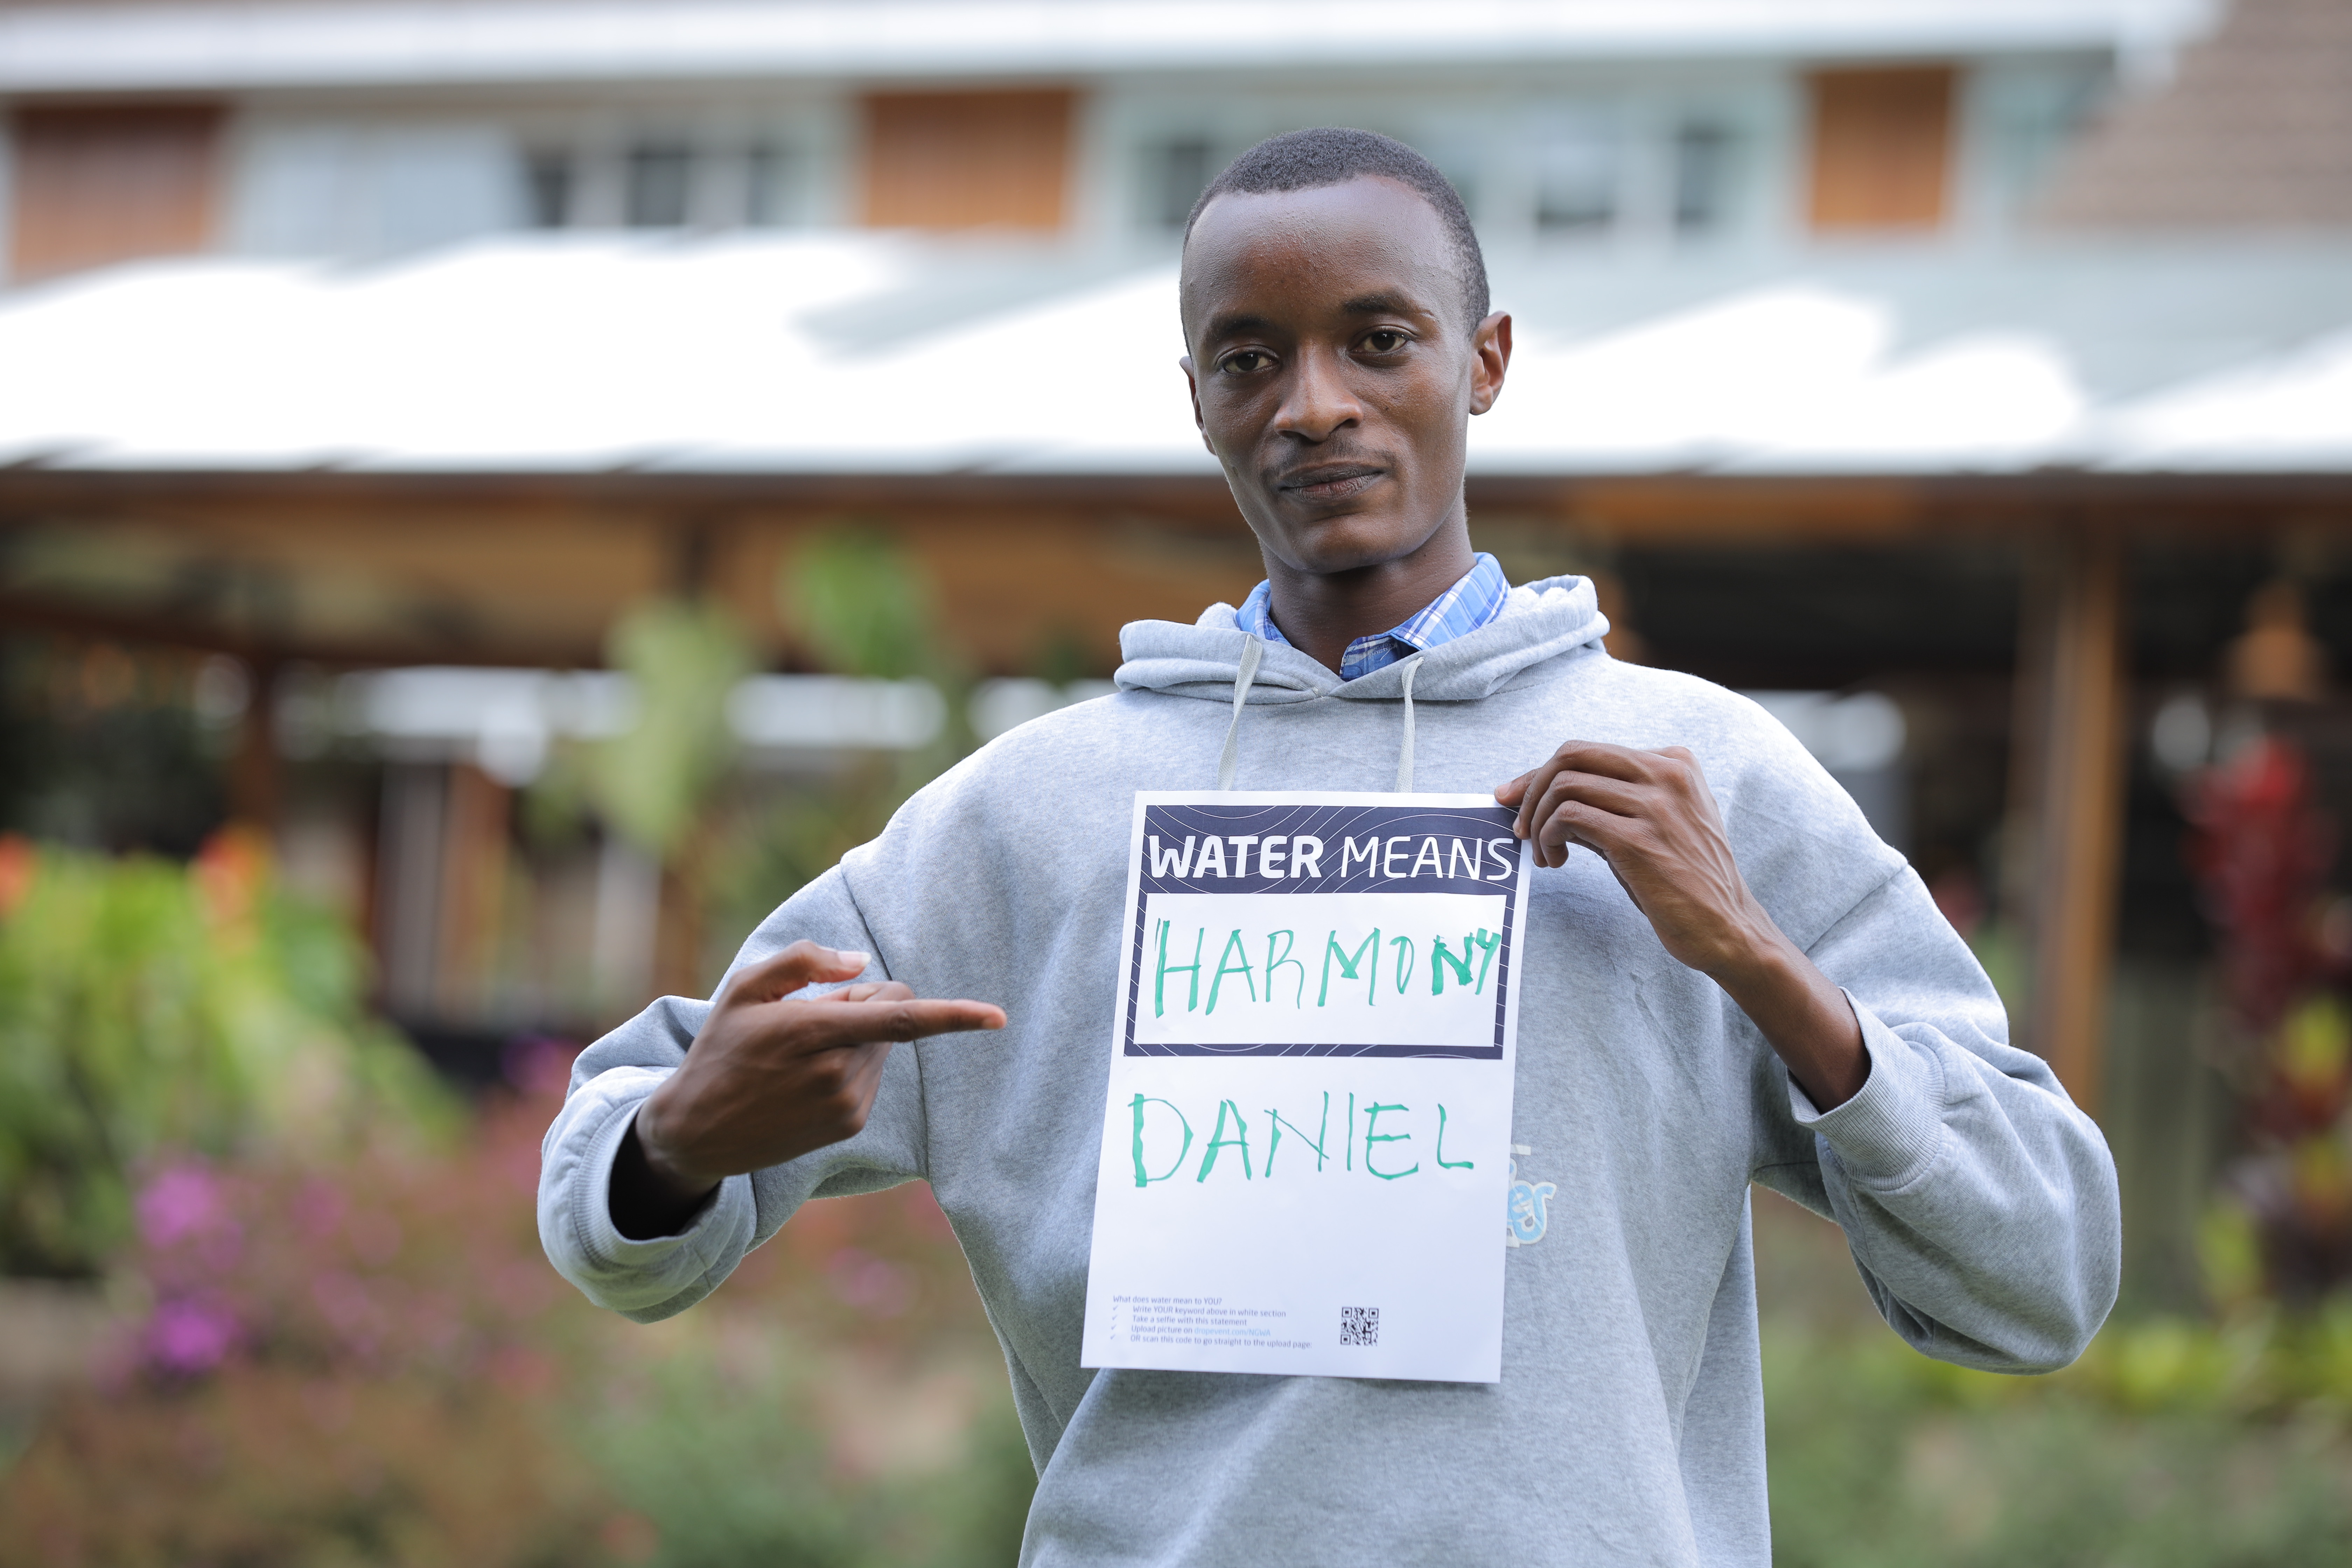 WATER MEANS
HARMONY
DANIEL
What does water mean to YOU?
✓ Write YOUR keyword above in white section
✓ Take a selfie with this statement
✓ Upload picture on
✓ OR scan this code to go straight to the upload page: